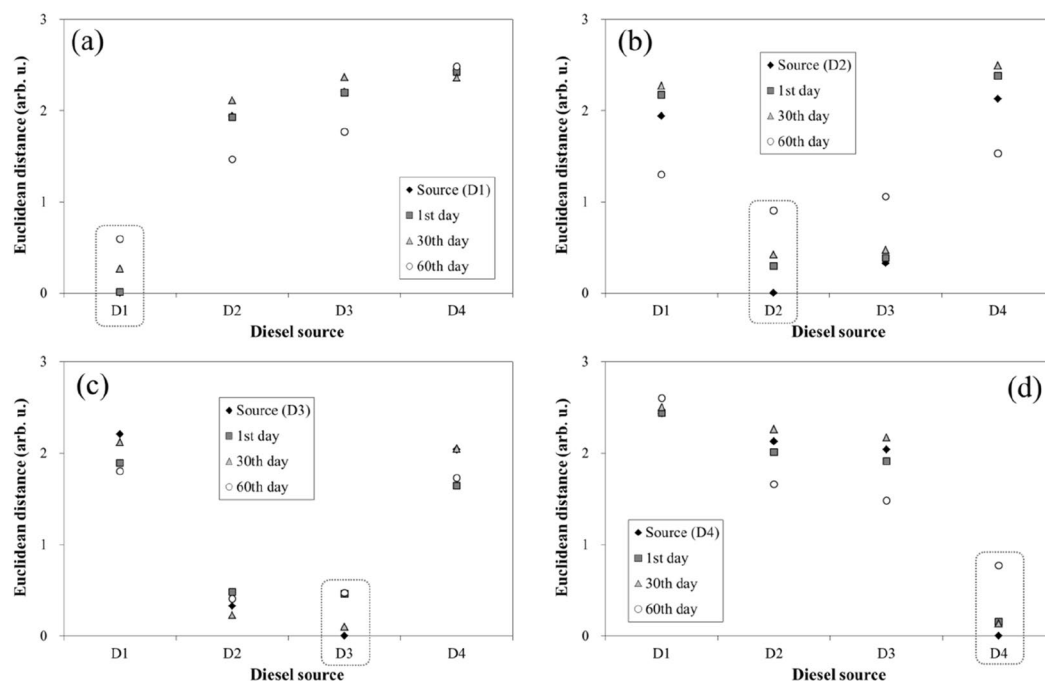 (a)
Euclidean distance (arb. u.)
3
2
1
0
Source (D1)
1st day
30th day
60th day
D1 D2 D3 D4
Diesel source
(b)
Euclidean distance (arb. u.)
3
2
1
0
Source (D2)
1st day
30th day
60th day
D1 D2 D3 D4
Diesel source
(c)
Euclidean distance (arb. u.)
3
2
1
0
Source (D3)
1st day
30th day
60th day
D1 D2 D3 D4
Diesel source
(d)
Euclidean distance (arb. u.)
3
2
1
0
Source (D4)
1st day
30th day
60th day
D1 D2 D3 D4
Diesel source